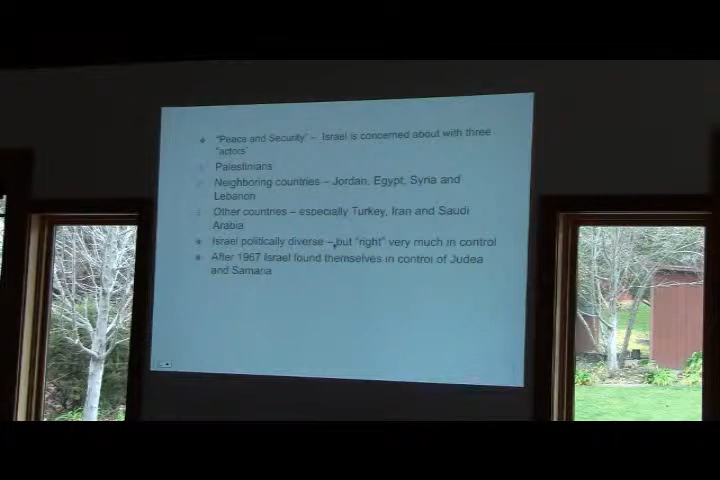 "Peace and Security" – Israel is concerned about with three
"actors"
Palestinians
Neighboring countries – Jordan, Egypt, Syria and
Lebanon
Other countries – especially Turkey, Iran and Saudi
Arabia
Israel politically diverse – but "right" very much in control
After 1967 Israel found themselves in control of Judea
and Samaria